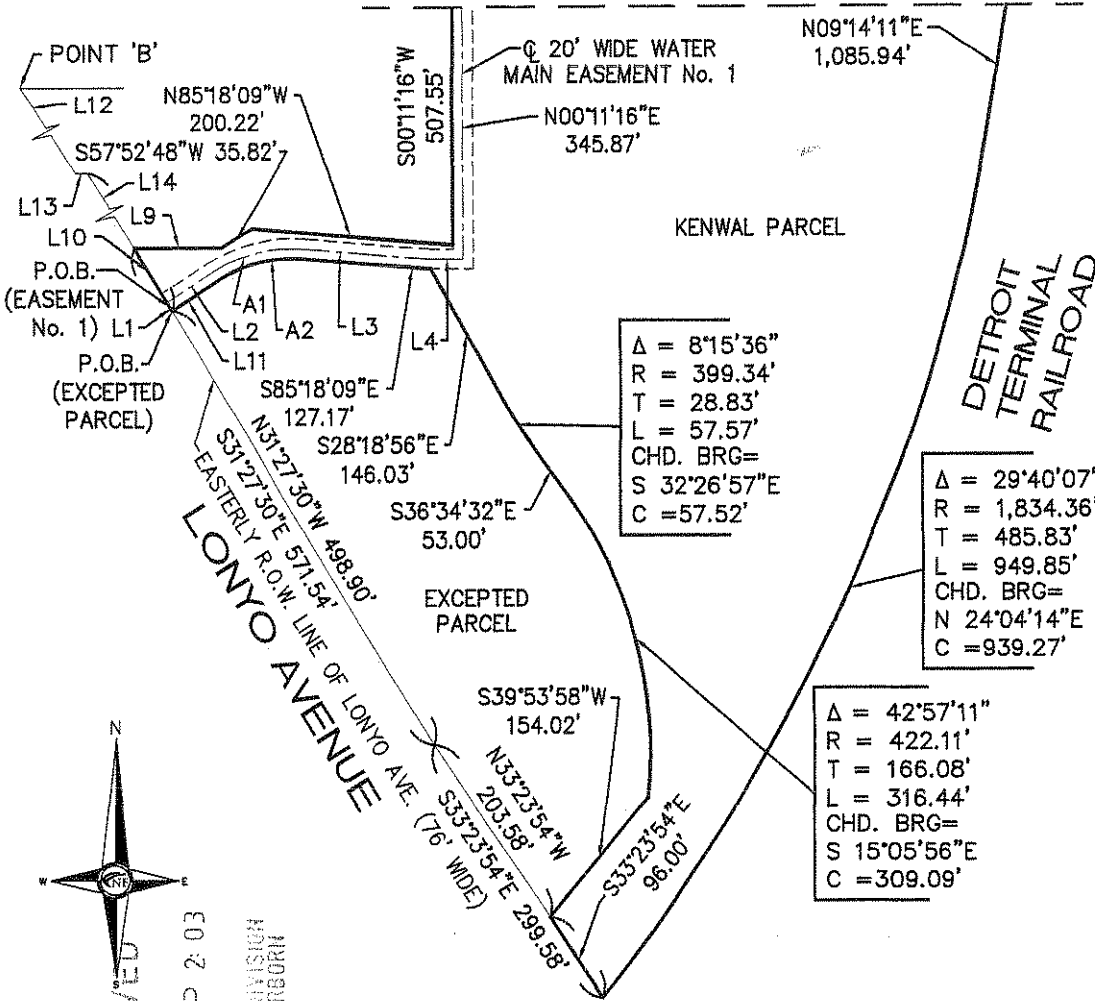 POINT 'B'
L12
N85°18'09"W
200.22'
S57°52'48"W 35.82'
L14
L13
L9
L10
P.O.B.
(EASEMENT
No. 1)
L1
P.O.B.
(EXCEPTED
PARCEL)
A1
L2
L11
A2
L3
L4
S00°11'16"W
507.55'
℄ 20' WIDE WATER
MAIN EASEMENT No. 1
N00°11'16"E
345.87'
N09°14'11"E
1,085.94'
KENWAL PARCEL
DETROIT
TERMINAL
RAILROAD
S85°18'09"E
127.17'
S28°18'56"E
146.03'
S36°34'32"E
53.00'
Δ = 8°15'36"
R = 399.34'
T = 28.83'
L = 57.57'
CHD. BRG=
S 32°26'57"E
C =57.52'
Δ = 29°40'07"
R = 1,834.36'
T = 485.83'
L = 949.85'
CHD. BRG=
N 24°04'14"E
C =939.27'
N31°27'30"W 498.90'
S31°27'30"E 571.54'
EASTERLY R.O.W. LINE OF LONYO AVE. (76' WIDE)
LONYO AVENUE
EXCEPTED
PARCEL
S39°53'58"W
154.02'
N33°23'54"W
203.58'
S33°23'54"E 299.58'
S33°23'54"E
96.00'
Δ = 42°57'11"
R = 422.11'
T = 166.08'
L = 316.44'
CHD. BRG=
S 15°05'56"E
C =309.09'
N
W
E
S
NF
VED
P 2 03
IVISION
RBORN